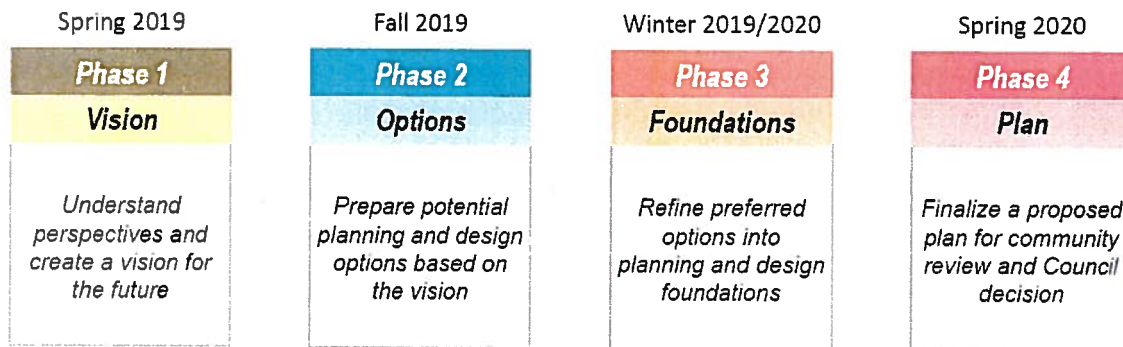 Spring 2019
Phase 1
Vision
Understand
perspectives and
create a vision for
the future
Fall 2019
Phase 2
Options
Prepare potential
planning and design
options based on
the vision
Winter 2019/2020
Phase 3
Foundations
Refine preferred
options into
planning and design
foundations
Spring 2020
Phase 4
Plan
Finalize a proposed
plan for community
review and Council
decision